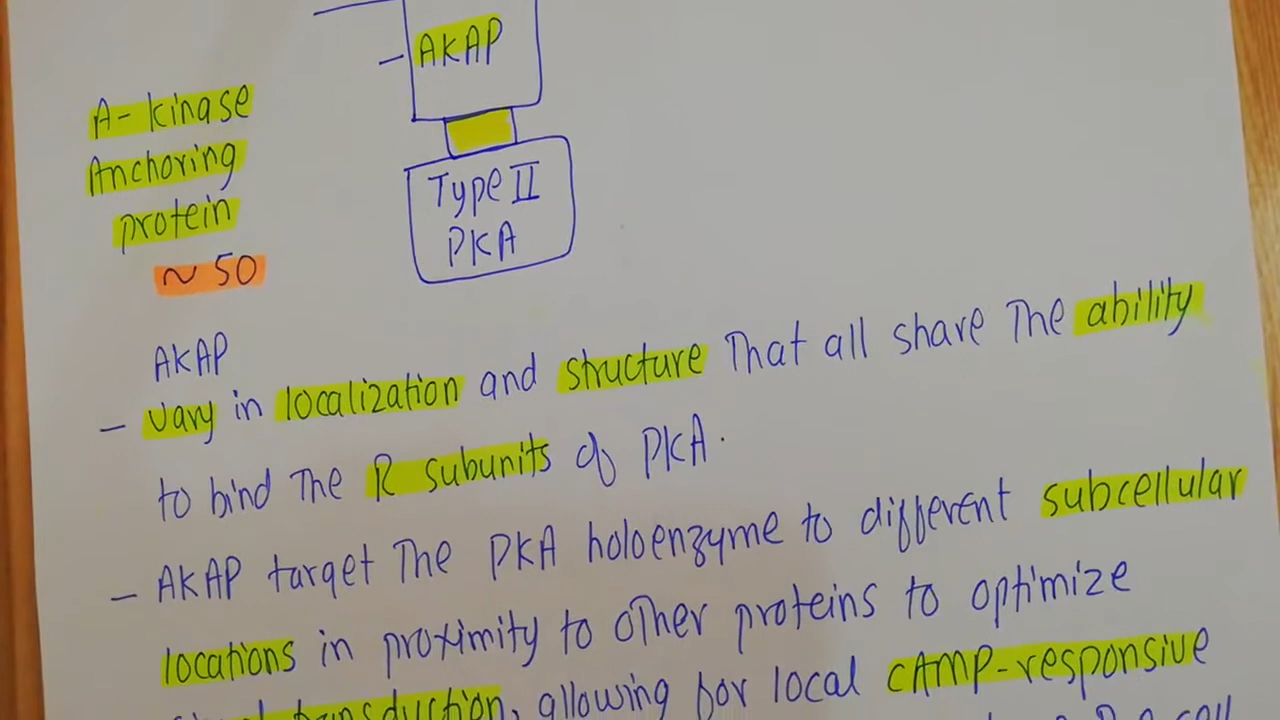 AKAP
A-kinase
Anchoring
protein
~ 50
Type II
PKA
AKAP
- vary in localization and structure That all share The ability
to bind The R subunits of PKA.
- AKAP target The PKA holoenzyme to different subcellular
locations in proximity to other proteins to optimize
transduction, allowing for local cAMP-responsive
cell